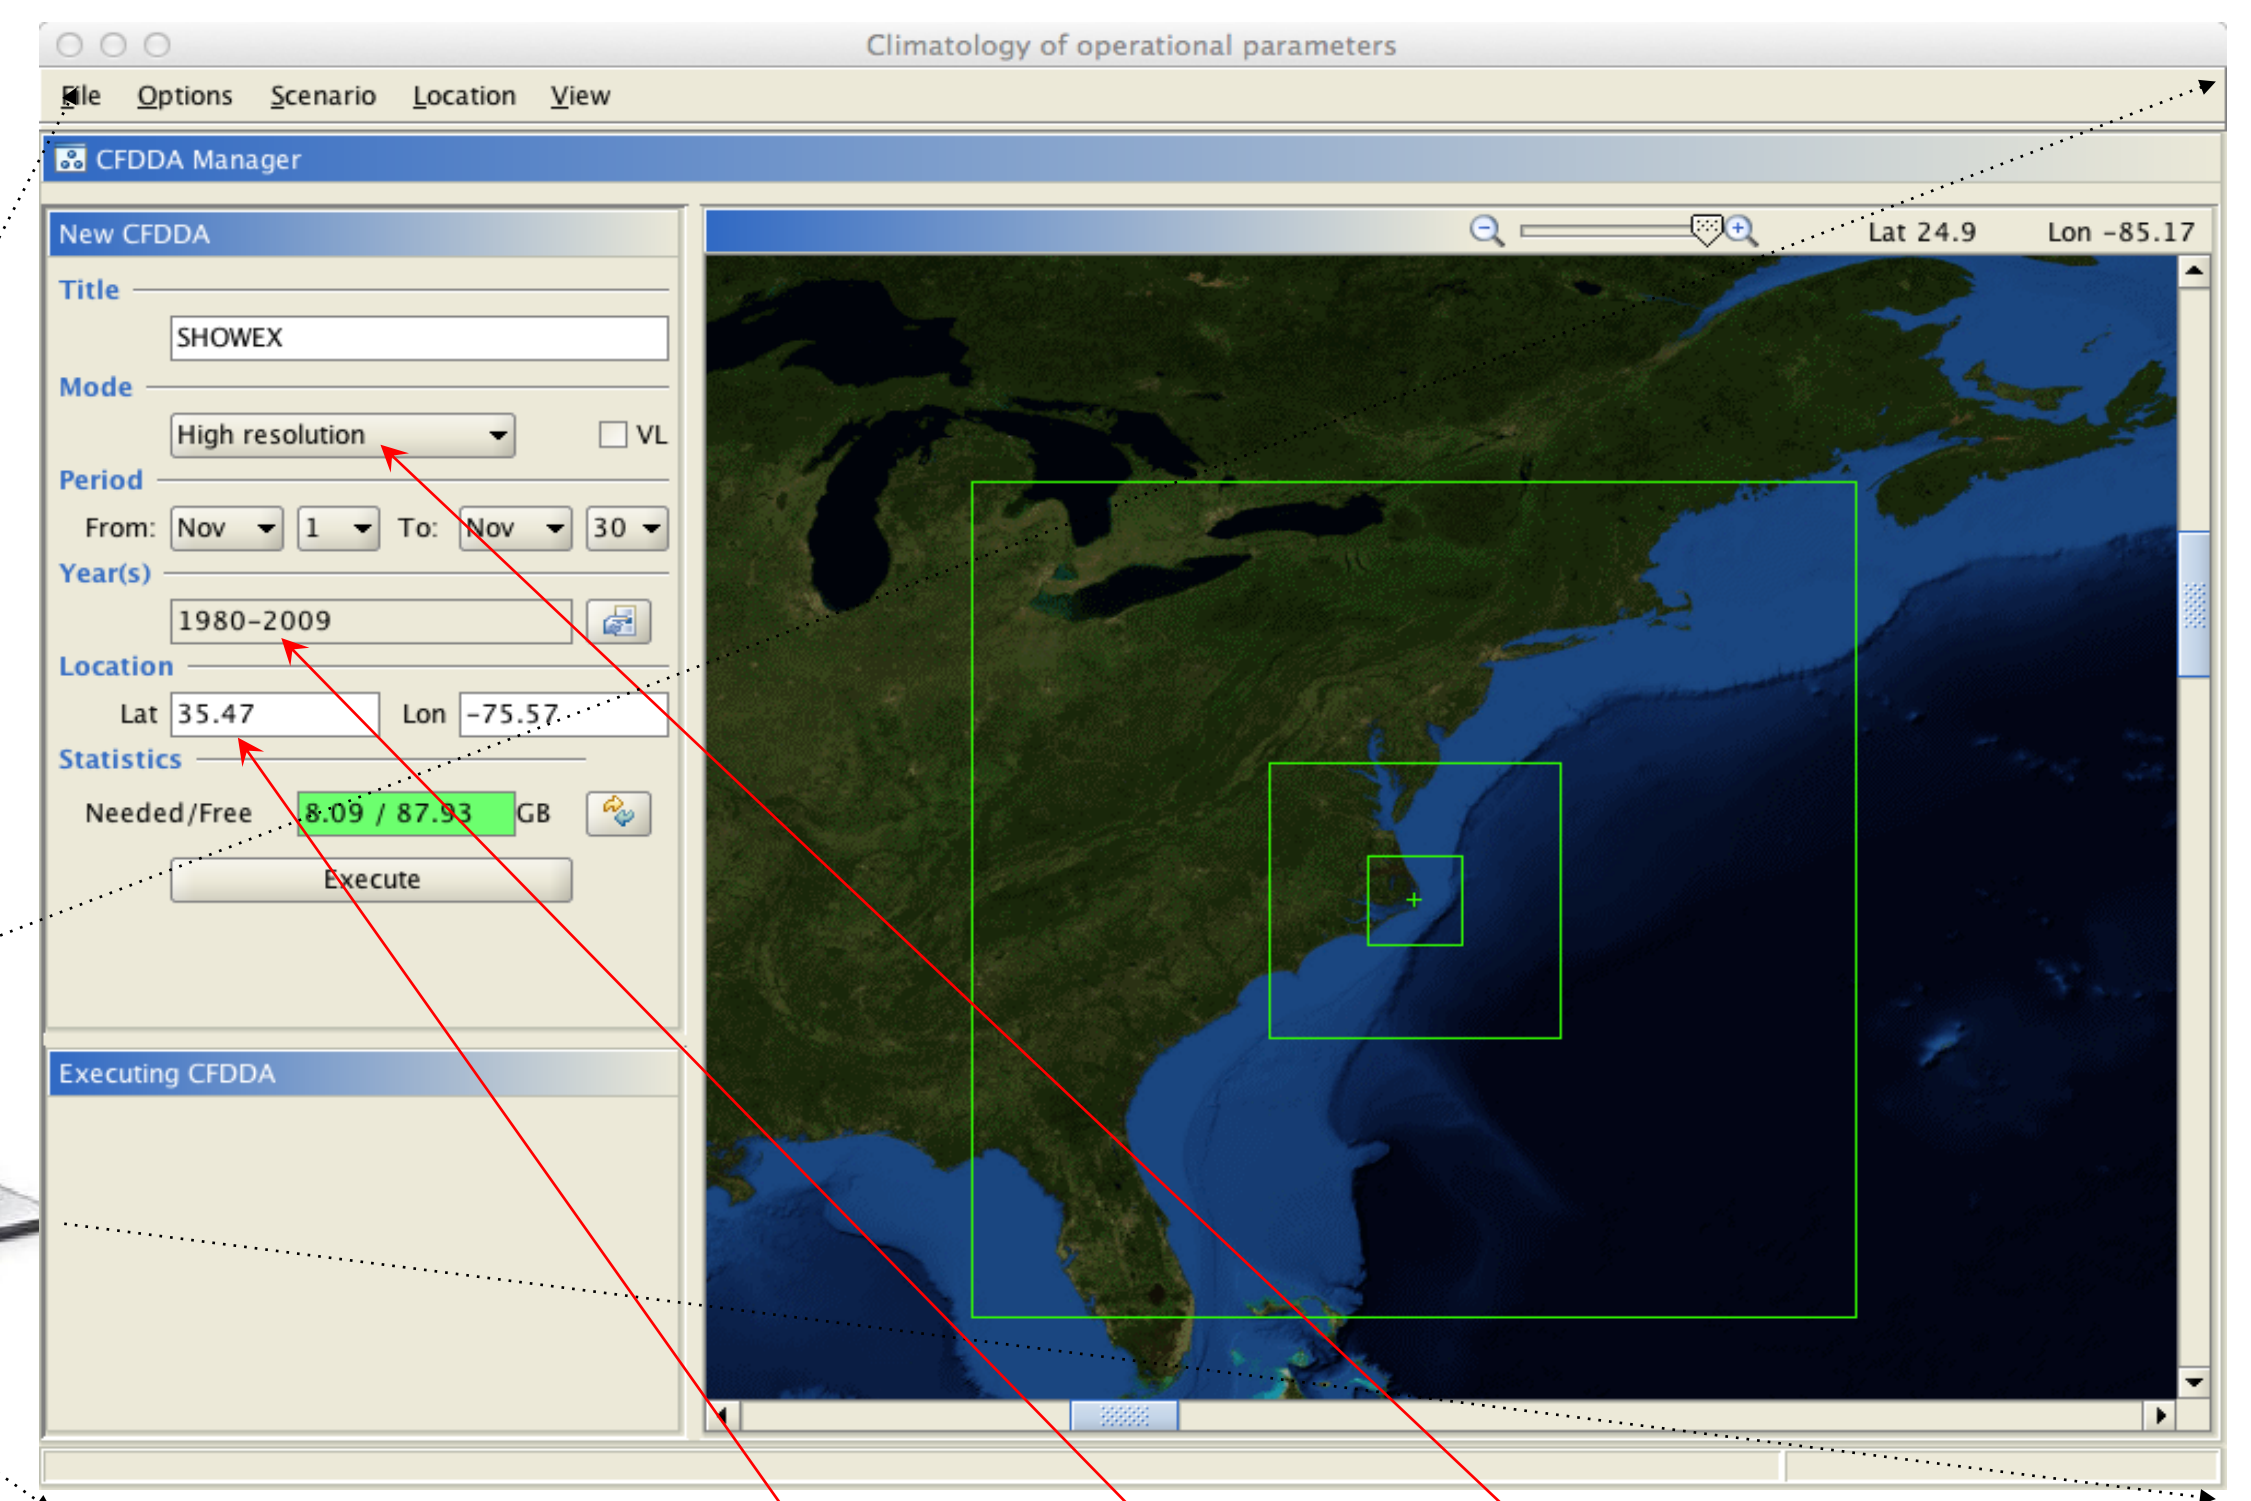 Climatology of operational parameters
File Options Scenario Location View
CFDDA Manager
New CFDDA
Title
SHOWEX
Mode
High resolution VL
Period
From: Nov 1 To: Nov 30
Year(s)
1980-2009
Location
Lat 35.47 Lon -75.57
Statistics
Needed/Free 8.09 / 87.93 GB
Execute
Executing CFDDA
Lat 24.9 Lon -85.17